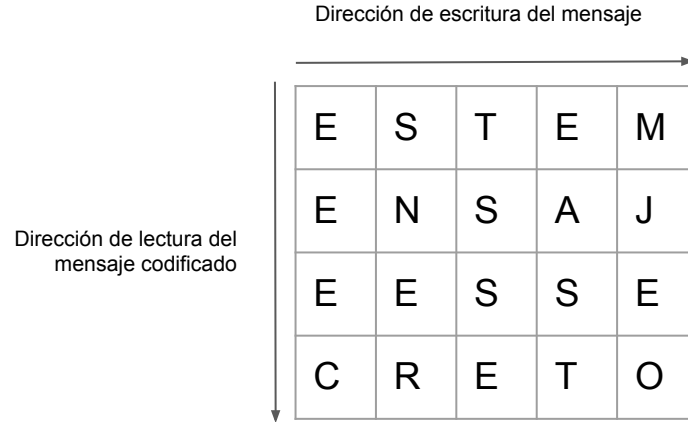 Dirección de escritura del mensaje
E S T E M
E N S A J
Dirección de lectura del
mensaje codificado
E E S S E
C R E T O